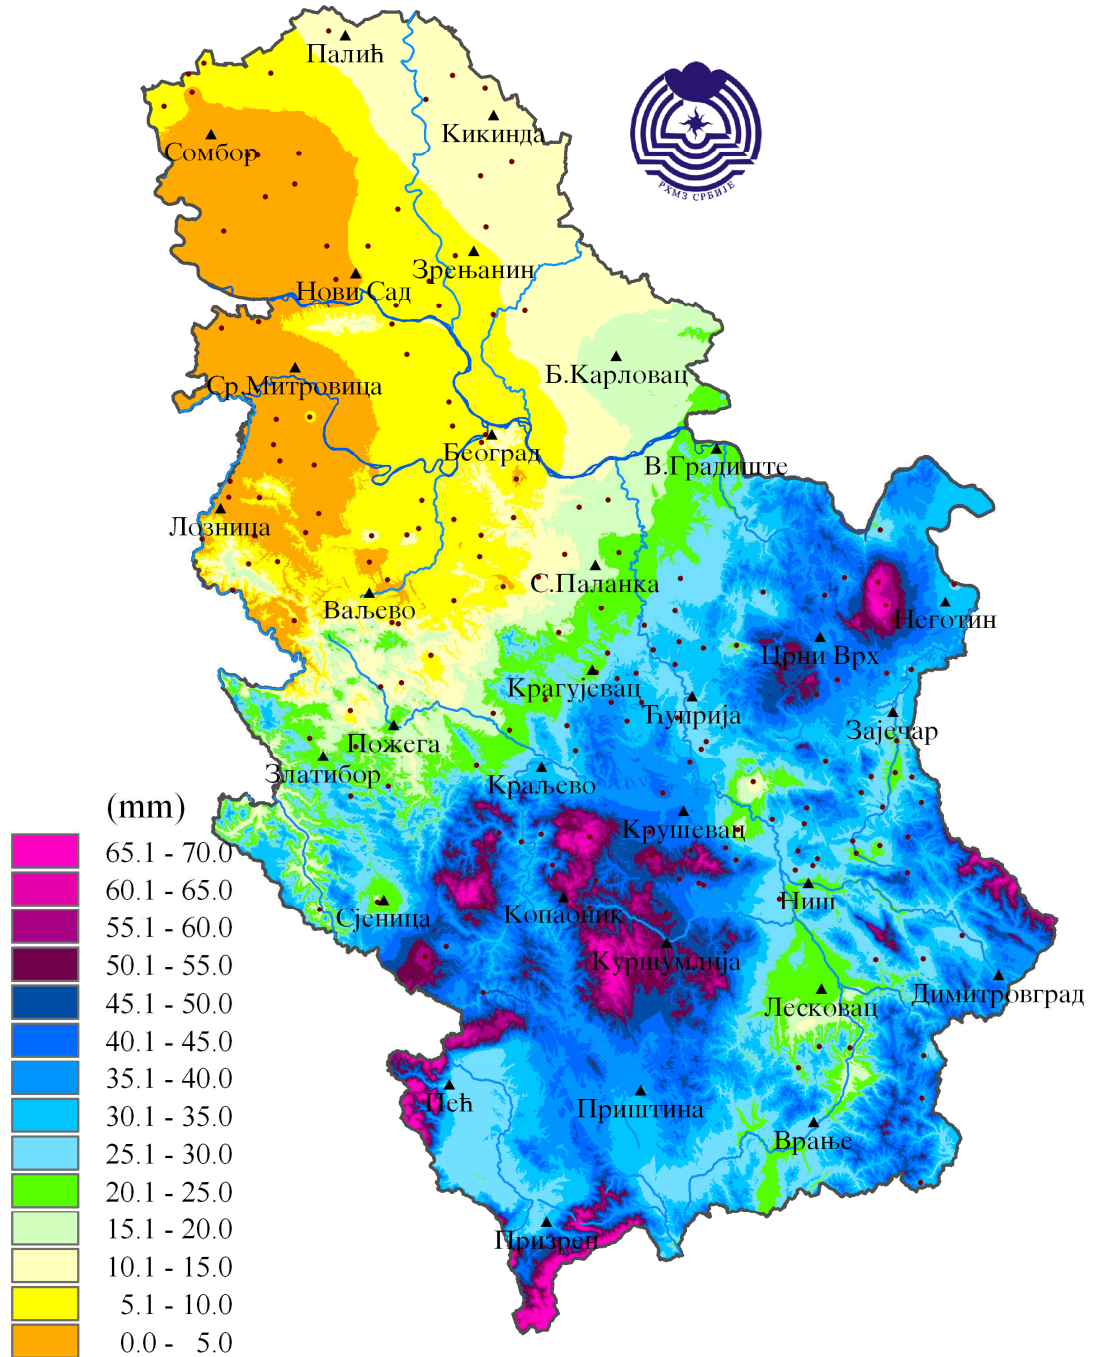 Палић
Кикинда
Сомбор
РХМЗ СРБИЈЕ
Зрењанин
Нови Сад
Б.Карловац
Ср.Митровица
Београд
В.Градиште
Лозница
С.Паланка
Ваљево
Неготин
Црни Врх
Крагујевац
Ћуприја
Зајечар
Пожега
Златибор
Краљево
(mm)
Крушевац
65.1 - 70.0
60.1 - 65.0
Ниш
Сјеница
Копаоник
55.1 - 60.0
50.1 - 55.0
Куршумлија
45.1 - 50.0
Лесковац
Димитровград
40.1 - 45.0
35.1 - 40.0
Пећ
Приштина
30.1 - 35.0
Врање
25.1 - 30.0
20.1 - 25.0
15.1 - 20.0
Призрен
10.1 - 15.0
5.1 - 10.0
0.0 - 5.0